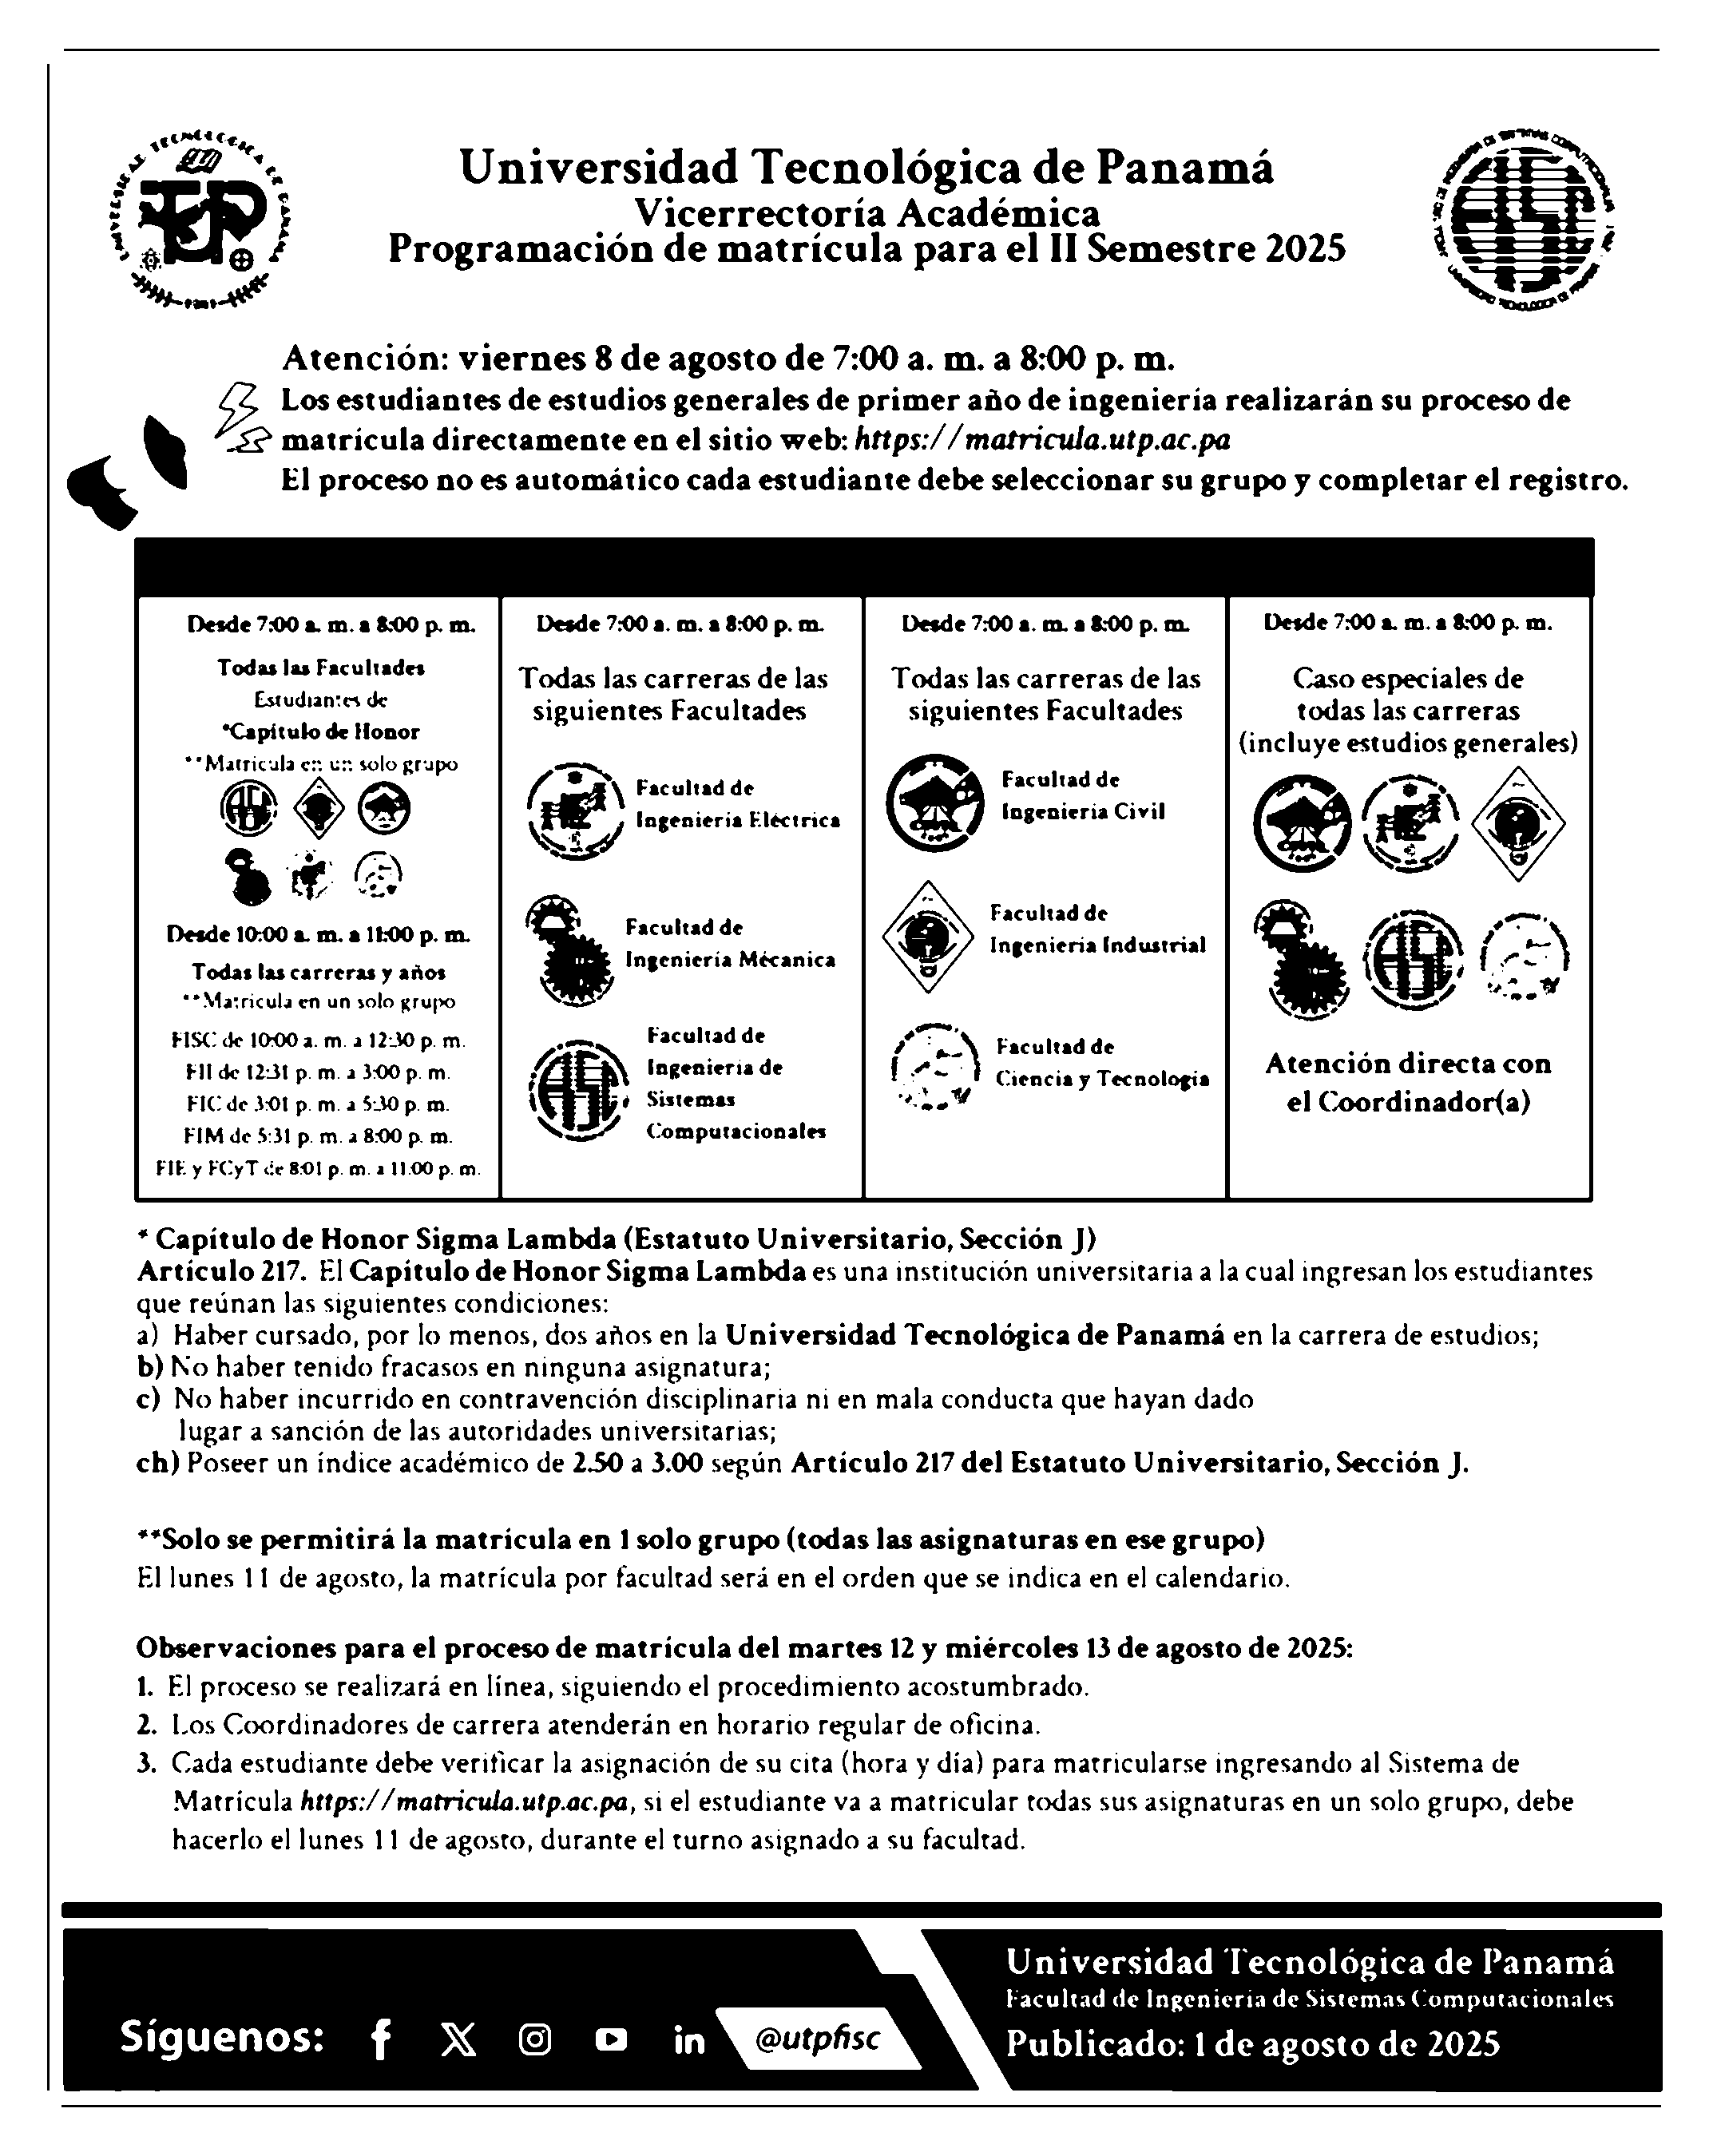 Universidad Tecnológica de Panamá
Vicerrectoría Académica
Programación de matrícula para el II Semestre 2025
Atención: viernes 8 de agosto de 7:00 a. m. a 8:00 p. m.
Los estudiantes de estudios generales de primer año de ingeniería realizarán su proceso de
matrícula directamente en el sitio web: https://matricula.utp.ac.pa
El proceso no es automático cada estudiante debe seleccionar su grupo y completar el registro.
Desde 7:00 a. m. a 8:00 p. m.
Todas las Facultades
Estudiantes de
*Capítulo de Honor
**Matrícula en un solo grupo
Desde 10:00 a. m. a 11:00 p. m.
Todas las carreras y años
**Matrícula en un solo grupo
FISC de 10:00 a. m. a 12:30 p. m.
FII de 12:31 p. m. a 3:00 p. m.
FIC de 3:01 p. m. a 5:30 p. m.
FIM de 5:31 p. m. a 8:00 p. m.
FIE y FCyT de 8:01 p. m. a 11:00 p. m.
Desde 7:00 a. m. a 8:00 p. m.
Todas las carreras de las
siguientes Facultades
Facultad de
Ingeniería Eléctrica
Facultad de
Ingeniería Mécanica
Facultad de
Ingeniería de
Sistemas
Computacionales
Desde 7:00 a. m. a 8:00 p. m.
Todas las carreras de las
siguientes Facultades
Facultad de
Ingeniería Civil
Facultad de
Ingeniería Industrial
Facultad de
Ciencia y Tecnología
Desde 7:00 a. m. a 8:00 p. m.
Caso especiales de
todas las carreras
(incluye estudios generales)
Atención directa con
el Coordinador(a)
* Capítulo de Honor Sigma Lambda (Estatuto Universitario, Sección J)
Artículo 217. El Capítulo de Honor Sigma Lambda es una institución universitaria a la cual ingresan los estudiantes
que reúnan las siguientes condiciones:
a) Haber cursado, por lo menos, dos años en la Universidad Tecnológica de Panamá en la carrera de estudios;
b) No haber tenido fracasos en ninguna asignatura;
c) No haber incurrido en contravención disciplinaria ni en mala conducta que hayan dado
lugar a sanción de las autoridades universitarias;
ch) Poseer un índice académico de 2.50 a 3.00 según Artículo 217 del Estatuto Universitario, Sección J.
**Solo se permitirá la matrícula en 1 solo grupo (todas las asignaturas en ese grupo)
El lunes 11 de agosto, la matrícula por facultad será en el orden que se indica en el calendario.
Observaciones para el proceso de matrícula del martes 12 y miércoles 13 de agosto de 2025:
1. El proceso se realizará en línea, siguiendo el procedimiento acostumbrado.
2. Los Coordinadores de carrera atenderán en horario regular de oficina.
3. Cada estudiante debe verificar la asignación de su cita (hora y día) para matricularse ingresando al Sistema de
Matrícula https://matricula.utp.ac.pa, si el estudiante va a matricular todas sus asignaturas en un solo grupo, debe
hacerlo el lunes 11 de agosto, durante el turno asignado a su facultad.
Síguenos:
@utpfisc
Universidad Tecnológica de Panamá
Facultad de Ingeniería de Sistemas Computacionales
Publicado: 1 de agosto de 2025